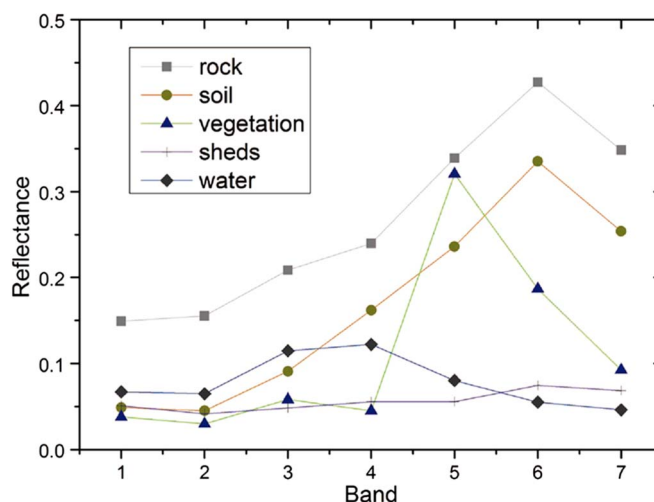 0.5
0.4
0.3
0.2
0.1
0.0
Reflectance
rock
soil
vegetation
sheds
water
1 2 3 4 5 6 7
Band